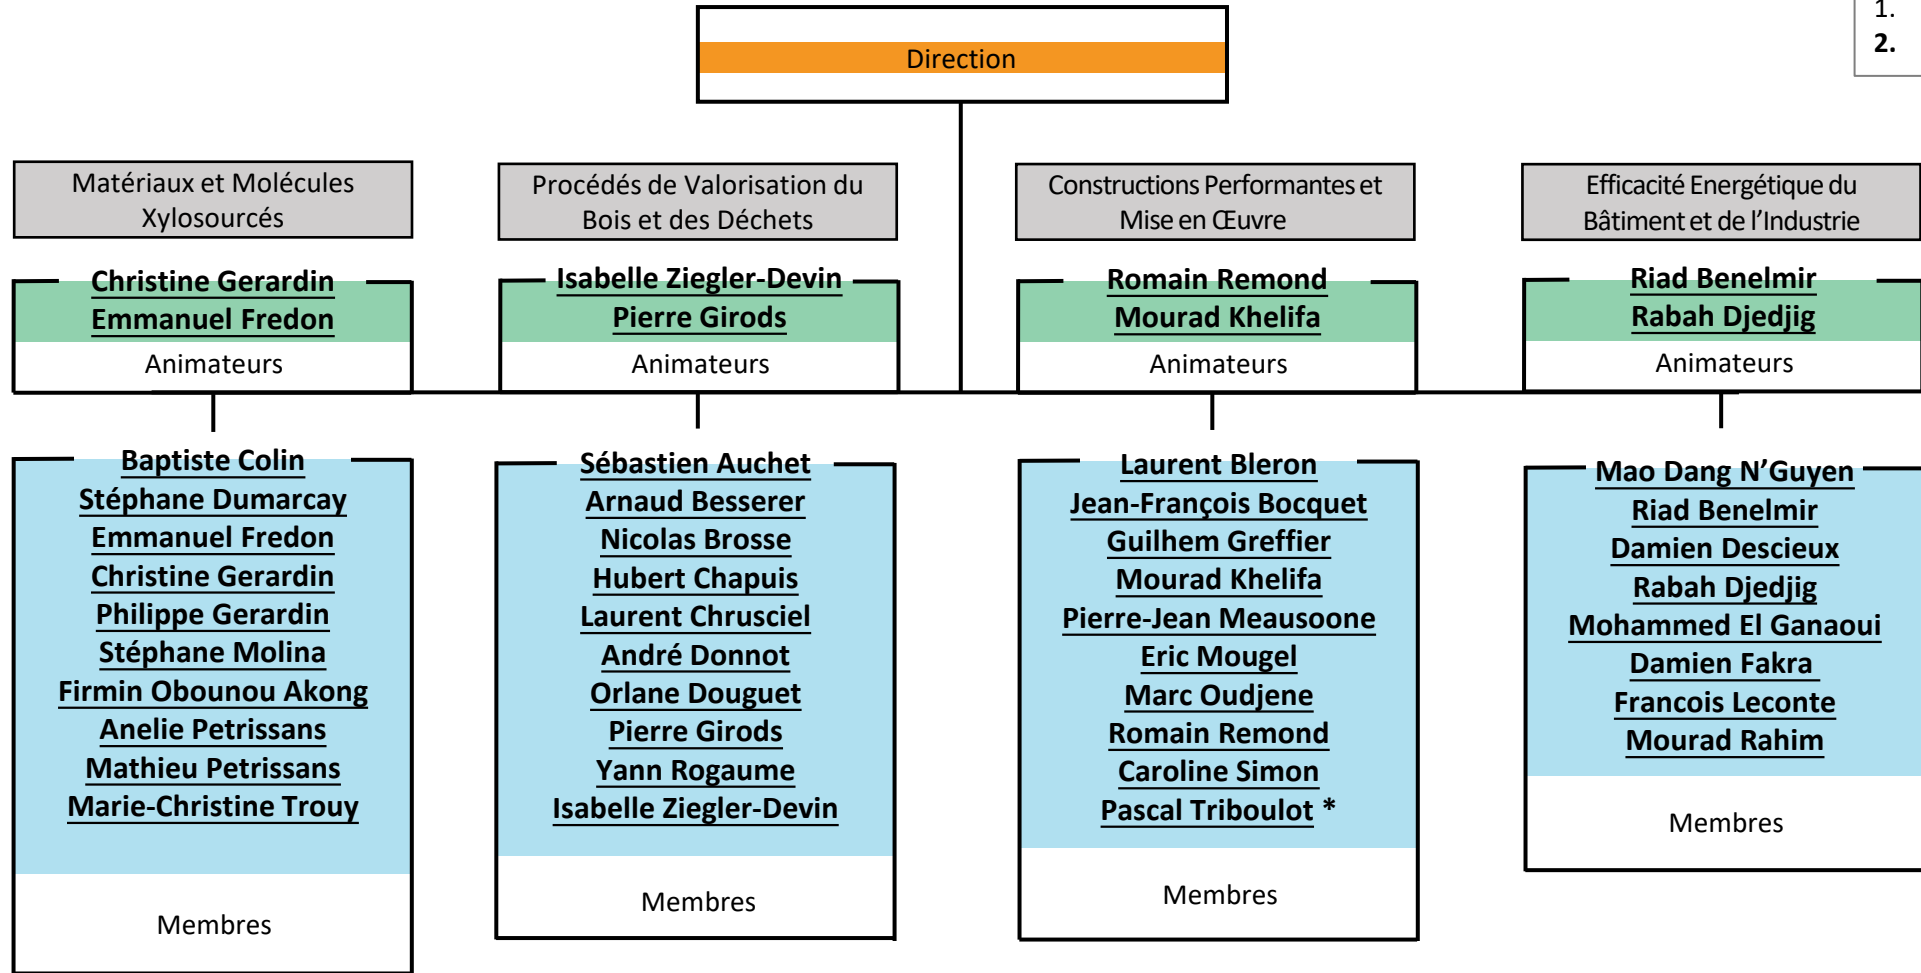 1.
2.
Direction
Matériaux et Molécules
Xylosourcés
Christine Gerardin
Emmanuel Fredon
Animateurs
Baptiste Colin
Stéphane Dumarcay
Emmanuel Fredon
Christine Gerardin
Philippe Gerardin
Stéphane Molina
Firmin Obounou Akong
Anelie Petrissans
Mathieu Petrissans
Marie-Christine Trouy
Membres
Procédés de Valorisation du
Bois et des Déchets
Isabelle Ziegler-Devin
Pierre Girods
Animateurs
Sébastien Auchet
Arnaud Besserer
Nicolas Brosse
Hubert Chapuis
Laurent Chrusciel
André Donnot
Orlane Douguet
Pierre Girods
Yann Rogaume
Isabelle Ziegler-Devin
Membres
Constructions Performantes et
Mise en Œuvre
Romain Remond
Mourad Khelifa
Animateurs
Laurent Bleron
Jean-François Bocquet
Guilhem Greffier
Mourad Khelifa
Pierre-Jean Meausoone
Eric Mougel
Marc Oudjene
Romain Remond
Caroline Simon
Pascal Triboulot *
Membres
Efficacité Energétique du
Bâtiment et de l’Industrie
Riad Benelmir
Rabah Djedjig
Animateurs
Mao Dang N’Guyen
Riad Benelmir
Damien Descieux
Rabah Djedjig
Mohammed El Ganaoui
Damien Fakra
Francois Leconte
Mourad Rahim
Membres